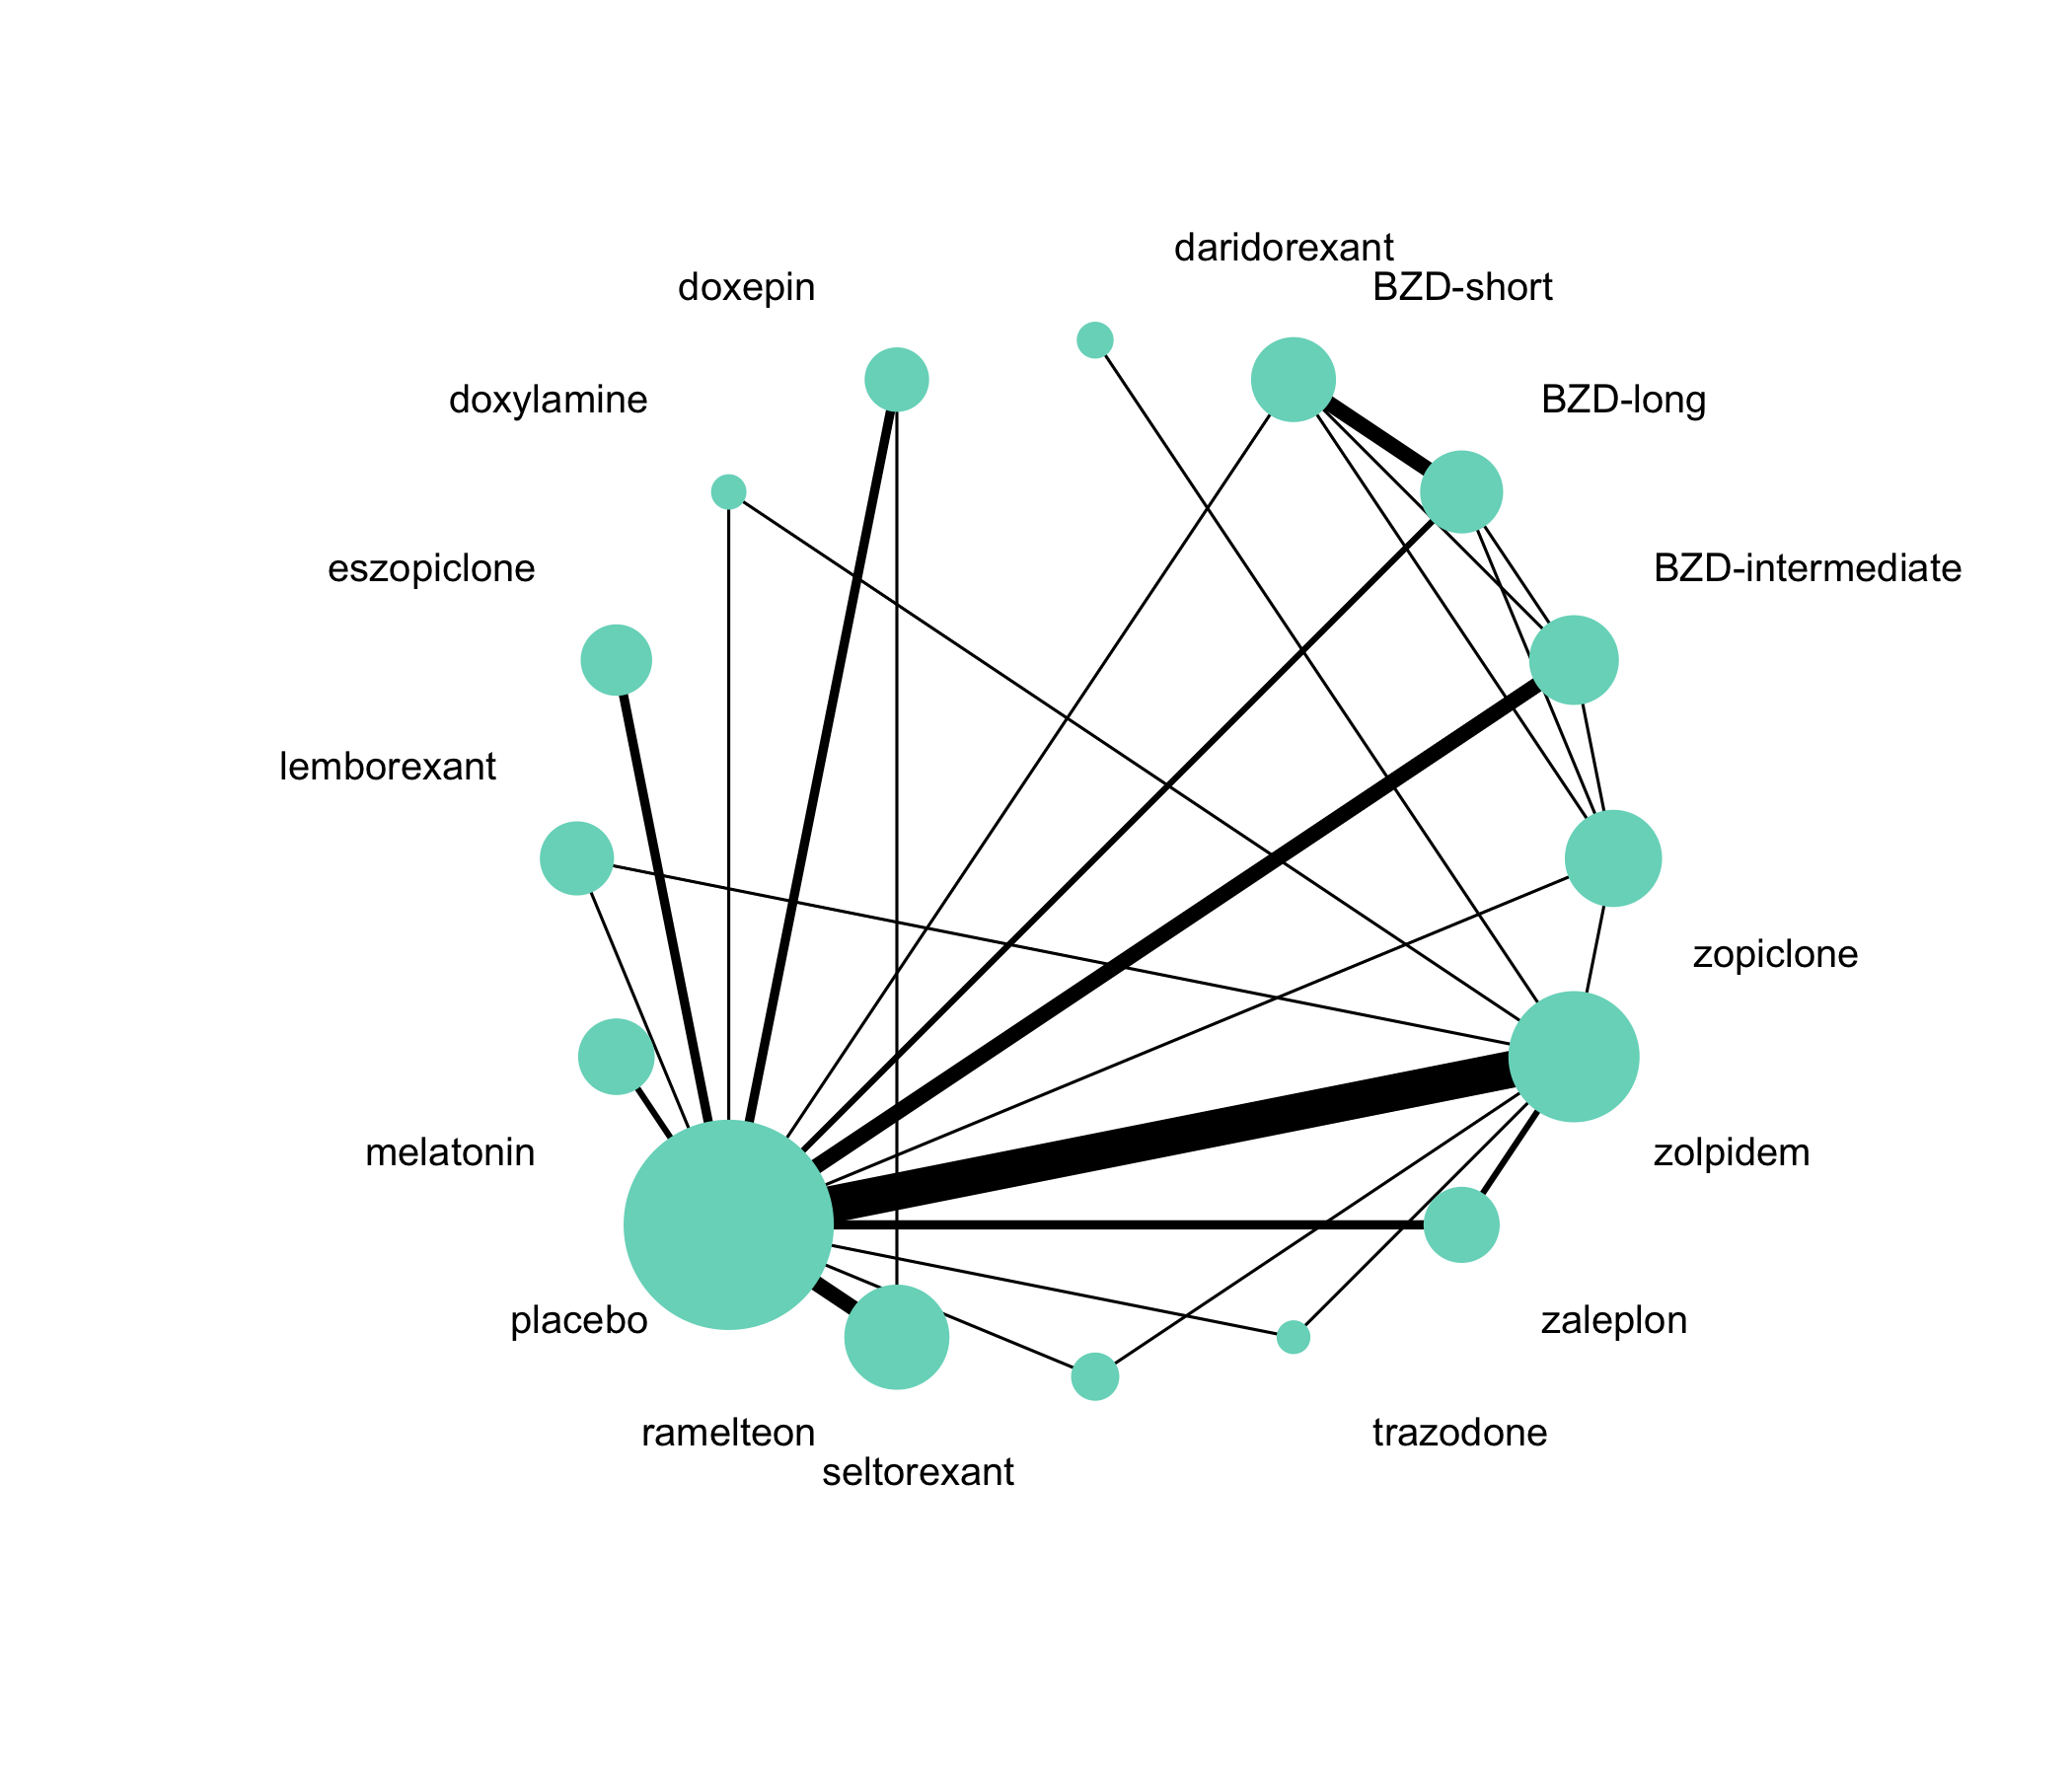 daridorexant
doxepin
BZD-short
doxylamine
BZD-long
eszopiclone
BZD-intermediate
lemborexant
zopiclone
melatonin
zolpidem
placebo
zaleplon
ramelteon
trazodone
seltorexant